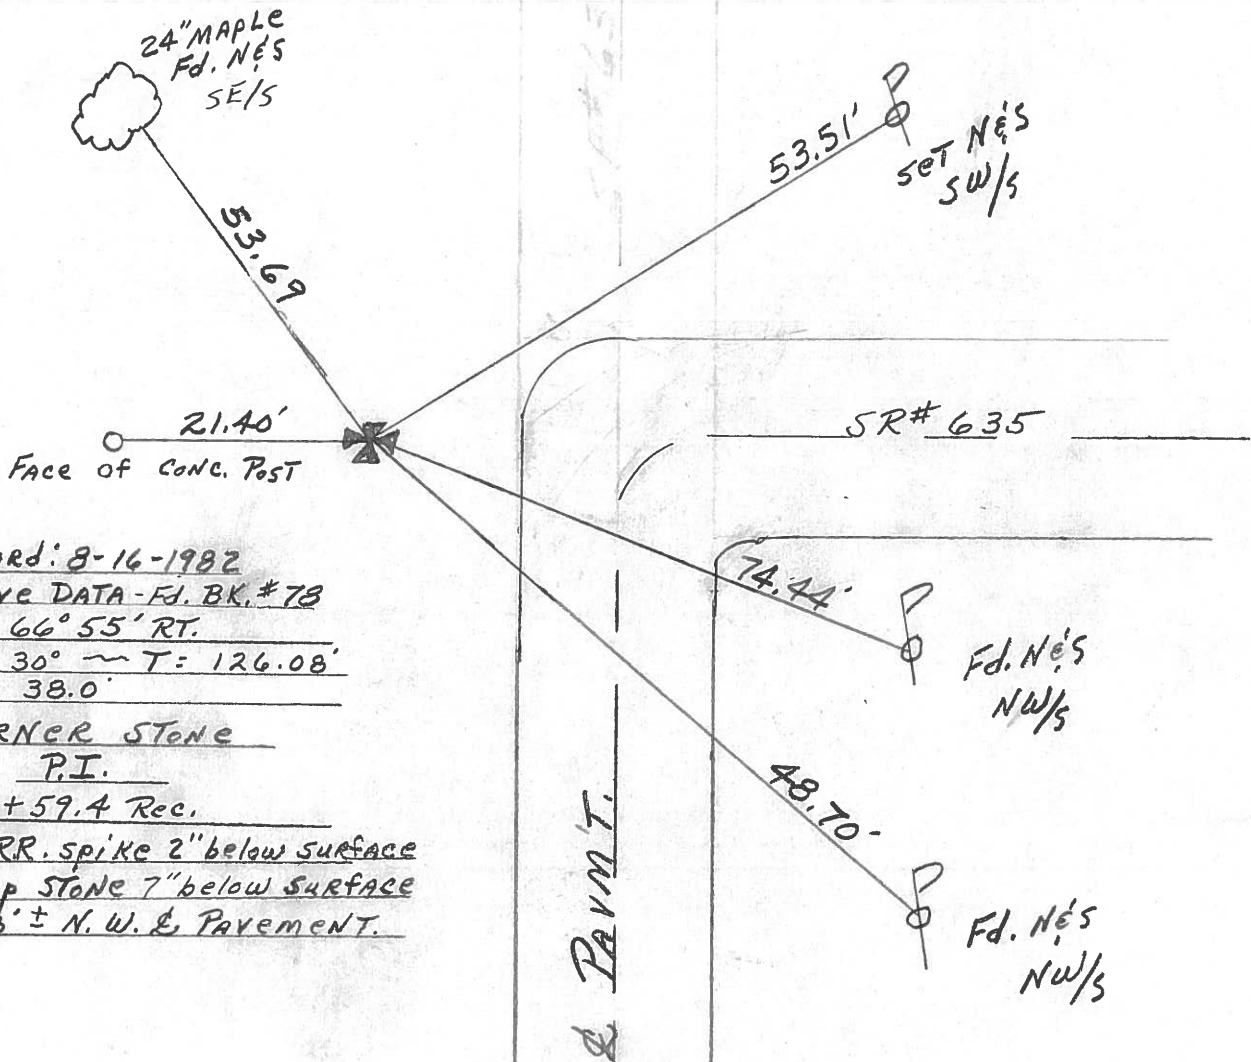 24" MAPLE
Fd. N&S
SE/S
53.69
53.51'
SET N&S
SW/S
21.40'
FACE of CONC. POST
SR# 635
74.44'
Fd. N&S
NW/S
48.70'
Fd. N&S
NW/S
℄ PAVM'T.
ORd: 8-16-1982
ve DATA - Fd. BK. #78
66° 55' RT.
30° ~ T: 126.08'
38.0'
RNER STONE
P.I.
+59.4 Rec.
RR. spike 2" below SURFACE
p STONE 7" below SURFACE
' ± N.W. ℄ PAVEMENT.